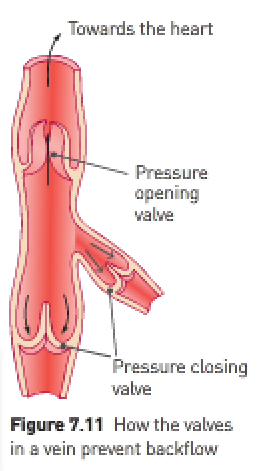 Towards the heart
Pressure
opening
valve
Pressure closing
valve
Figure 7.11 How the valves
in a vein prevent backflow